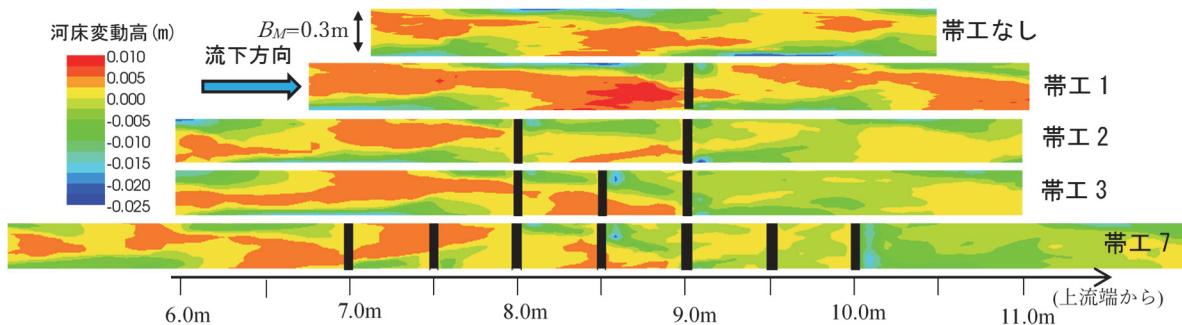 河床変動高(m)
0.010
0.005
0.000
-0.005
-0.010
-0.015
-0.020
-0.025
流下方向
B_M=0.3m
帯工なし
帯工 1
帯工 2
帯工 3
帯工 7
6.0m
7.0m
8.0m
9.0m
10.0m
11.0m
(上流端から)